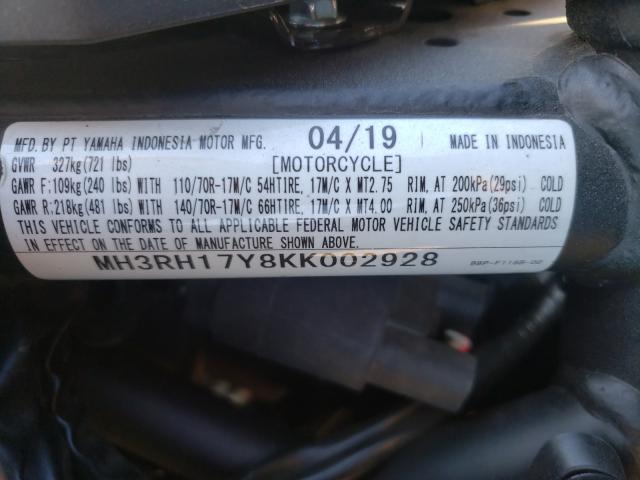 MFD. BY PT YAMAHA INDONESIA MOTOR MFG. 04/19 MADE IN INDONESIA
GVWR 327kg(721 lbs) [MOTORCYCLE]
GAWR F:109kg(240 lbs) WITH 110/70R-17M/C 54HTIRE, 17M/C X MT2.75 RIM, AT 200kPa(29psi) COLD
GAWR R:218kg(481 lbs) WITH 140/70R-17M/C 66HTIRE, 17M/C X MT4.00 RIM, AT 250kPa(36psi) COLD
THIS VEHICLE CONFORMS TO ALL APPLICABLE FEDERAL MOTOR VEHICLE SAFETY STANDARDS
IN EFFECT ON THE DATE OF MANUFACTURE SHOWN ABOVE.
MH3RH17Y8KK002928